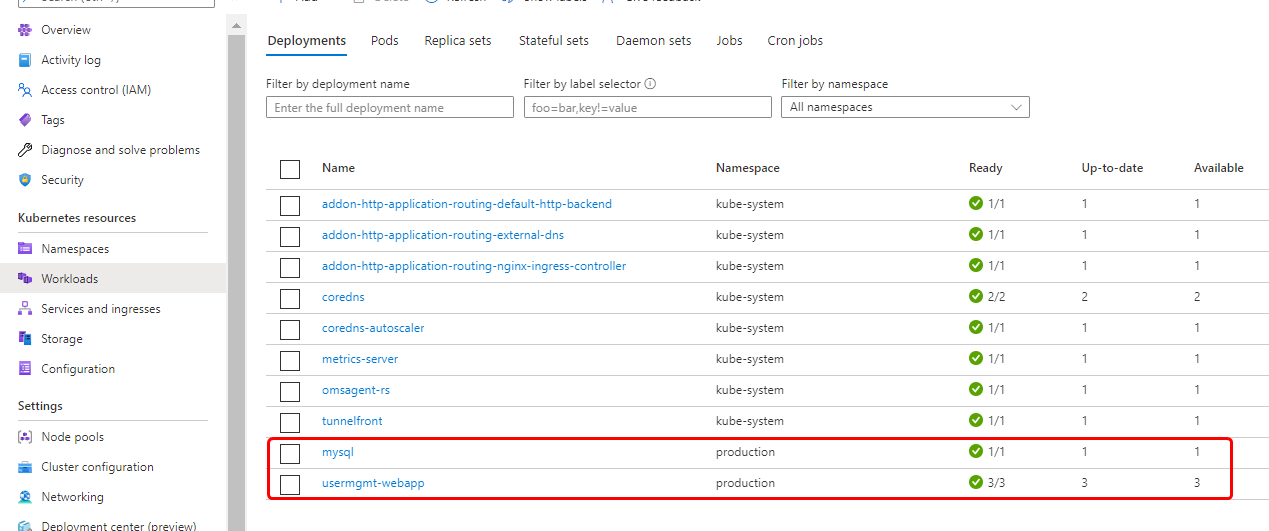 Deployments Pods Replica sets Stateful sets Daemon sets Jobs Cron jobs
Filter by deployment name Filter by label selector Filter by namespace
Enter the full deployment name foo=bar,key!=value All namespaces
Name Namespace Ready Up-to-date Available
addon-http-application-routing-default-http-backend kube-system 1/1 1 1
addon-http-application-routing-external-dns kube-system 1/1 1 1
addon-http-application-routing-nginx-ingress-controller kube-system 1/1 1 1
coredns kube-system 2/2 2 2
coredns-autoscaler kube-system 1/1 1 1
metrics-server kube-system 1/1 1 1
omsagent-rs kube-system 1/1 1 1
tunnelfront kube-system 1/1 1 1
mysql production 1/1 1 1
usermgmt-webapp production 3/3 3 3
Overview
Activity log
Access control (IAM)
Tags
Diagnose and solve problems
Security
Kubernetes resources
Namespaces
Workloads
Services and ingresses
Storage
Configuration
Settings
Node pools
Cluster configuration
Networking
Deployment center (preview)